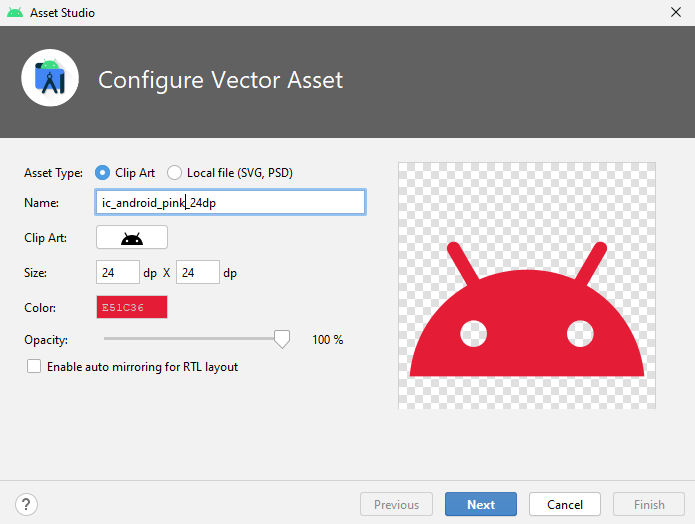 Asset Studio
Configure Vector Asset
Asset Type: Clip Art Local file (SVG, PSD)
Name: ic_android_pink_24dp
Clip Art:
Size: 24 dp X 24 dp
Color: E51C36
Opacity: 100 %
Enable auto mirroring for RTL layout
? Previous Next Cancel Finish